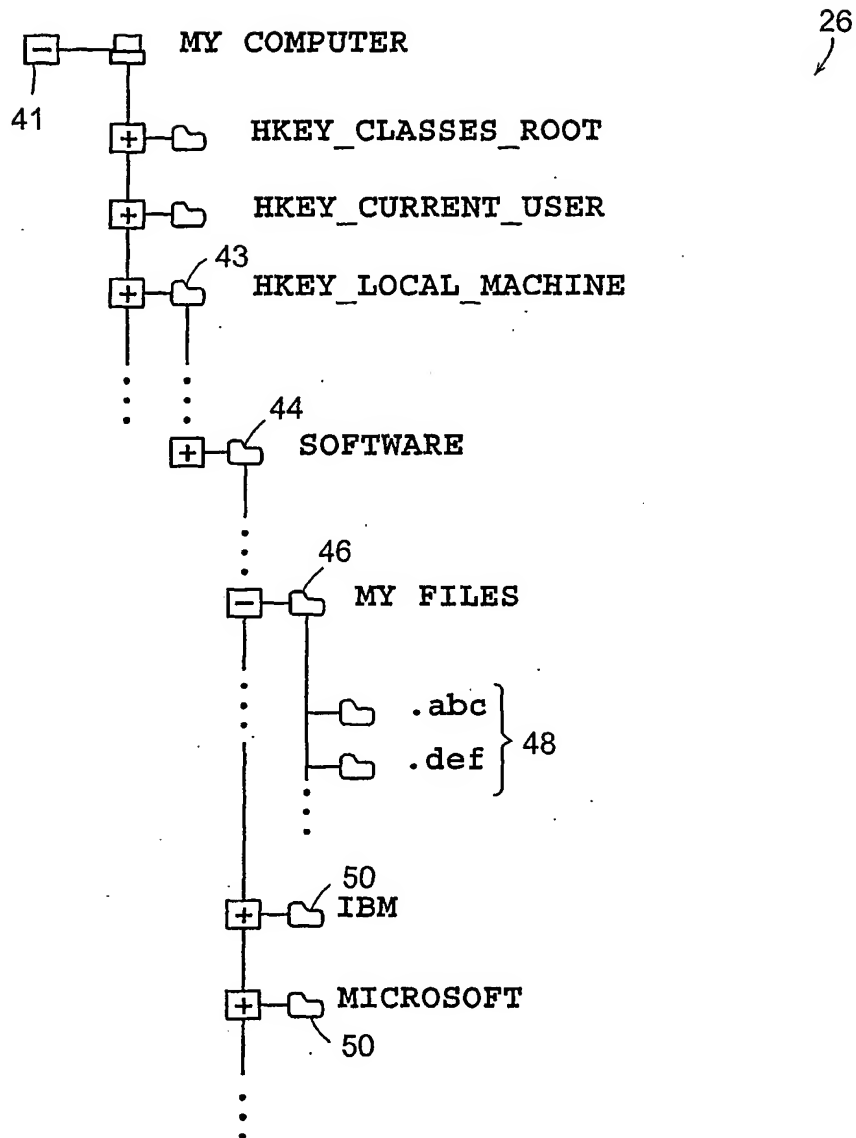 26
MY COMPUTER
41
HKEY_CLASSES_ROOT
HKEY_CURRENT_USER
43
HKEY_LOCAL_MACHINE
44
SOFTWARE
46
MY FILES
.abc
.def
48
50
IBM
MICROSOFT
50